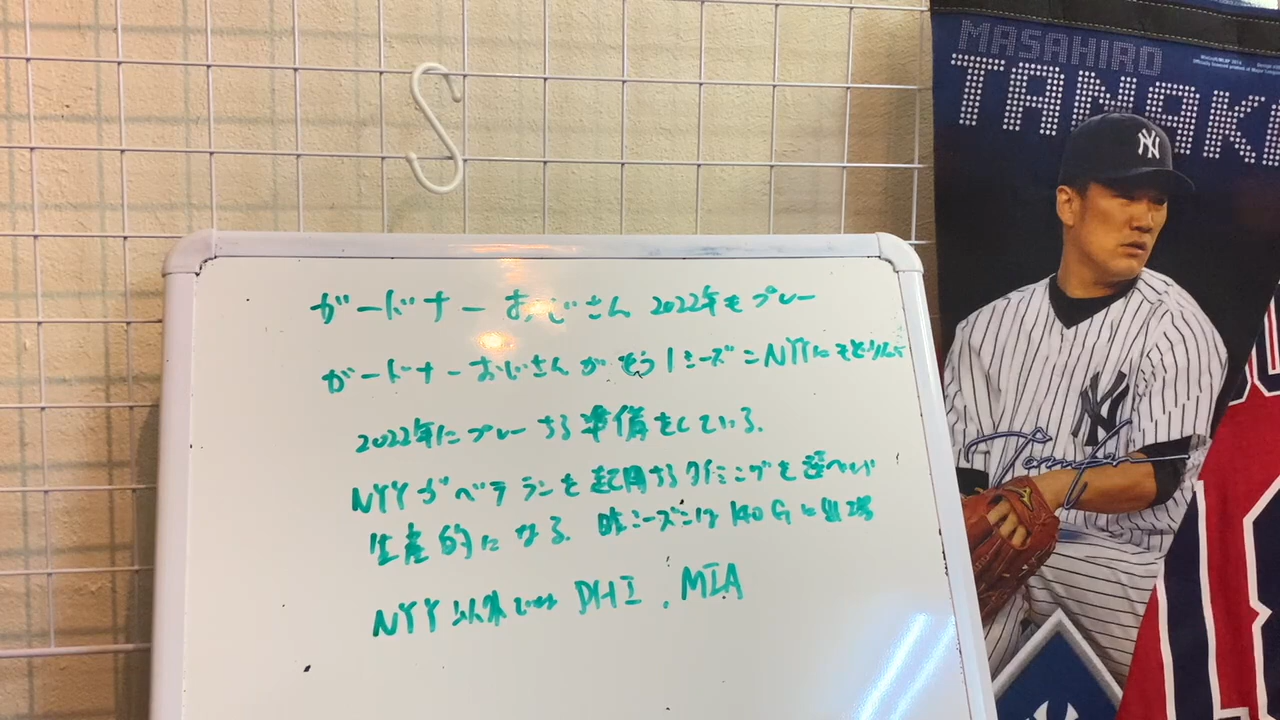 ガードナーおじさん 2022年もプレー
ガードナーおじさんがもう1シーズンNYYにもどり
2022年にプレーする準備をしている。
NYYがベテランを起用するタイミングを選べば
生産的になる。昨シーズンは140Gに出場
NYY以外では PHI, MIA
MASAHIRO
TANAK
NY